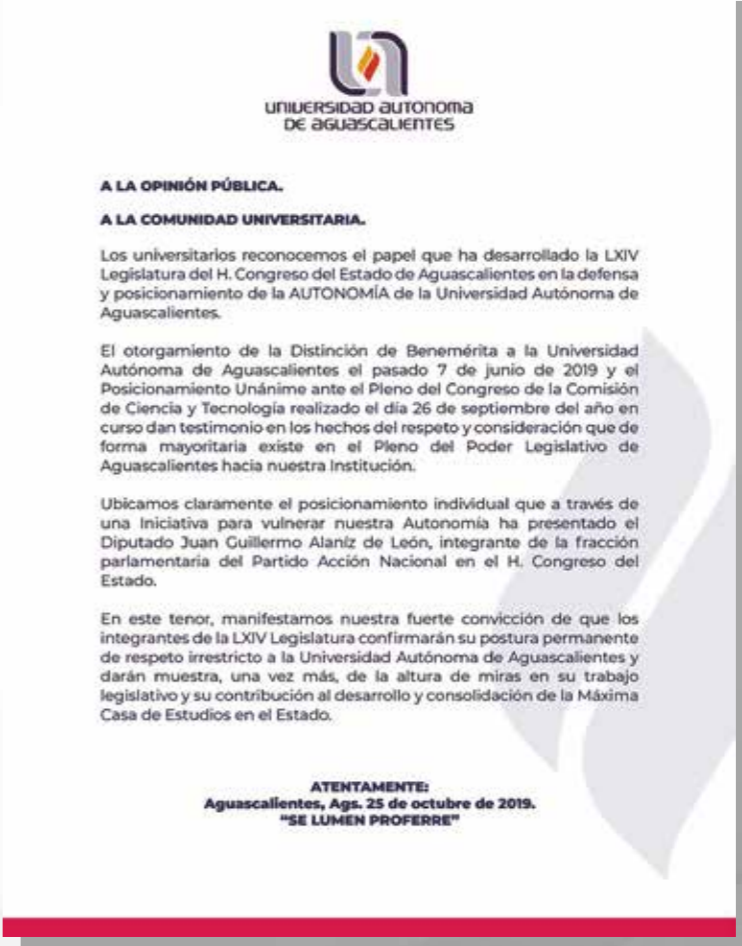 UNIVERSIDAD AUTONOMA
DE AGUASCALIENTES
A LA OPINIÓN PÚBLICA.
A LA COMUNIDAD UNIVERSITARIA.
Los universitarios reconocemos el papel que ha desarrollado la LXIV
Legislatura del H. Congreso del Estado de Aguascalientes en la defensa
y posicionamiento de la AUTONOMÍA de la Universidad Autónoma de
Aguascalientes.
El otorgamiento de la Distinción de Benemérita a la Universidad
Autónoma de Aguascalientes el pasado 7 de junio de 2019 y el
Posicionamiento Unánime ante el Pleno del Congreso de la Comisión
de Ciencia y Tecnología realizado el día 26 de septiembre del año en
curso dan testimonio en los hechos del respeto y consideración que de
forma mayoritaria existe en el Pleno del Poder Legislativo de
Aguascalientes hacia nuestra Institución.
Ubicamos claramente el posicionamiento individual que a través de
una Iniciativa para vulnerar nuestra Autonomía ha presentado el
Diputado Juan Guillermo Alaníz de León, integrante de la fracción
parlamentaria del Partido Acción Nacional en el H. Congreso del
Estado.
En este tenor, manifestamos nuestra fuerte convicción de que los
integrantes de la LXIV Legislatura confirmarán su postura permanente
de respeto irrestricto a la Universidad Autónoma de Aguascalientes y
darán muestra, una vez más, de la altura de miras en su trabajo
legislativo y su contribución al desarrollo y consolidación de la Máxima
Casa de Estudios en el Estado.
ATENTAMENTE:
Aguascalientes, Ags. 25 de octubre de 2019.
"SE LUMEN PROFERRE"